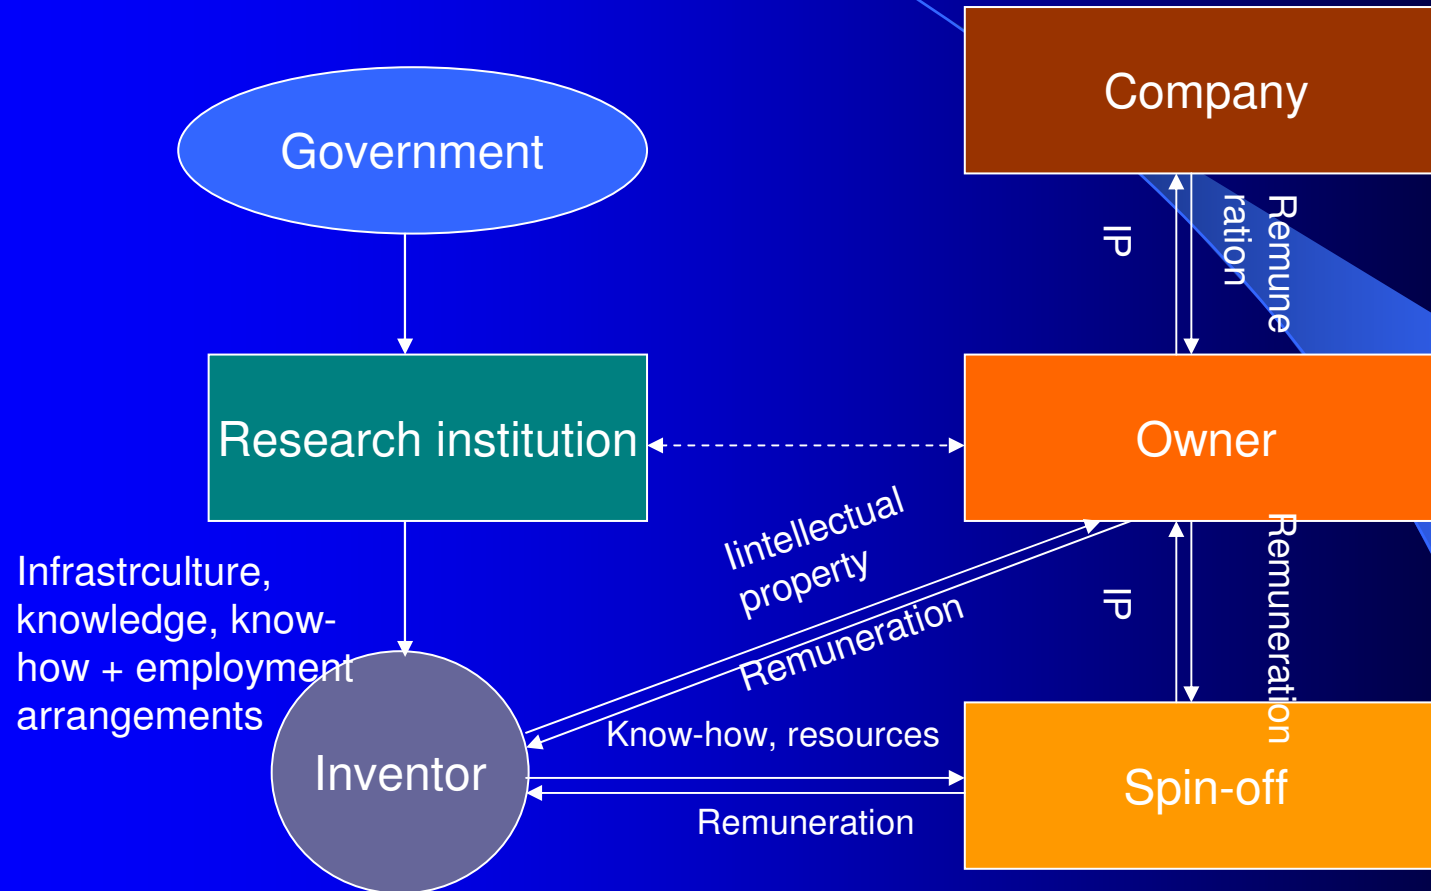 Company
Government
IP
Remune
ration
Research institution
Owner
Iintellectual
property
Remuneration
Infrastrculture,
knowledge, know-
how + employment
arrangements
IP
Remuneration
Know-how, resources
Inventor
Spin-off
Remuneration